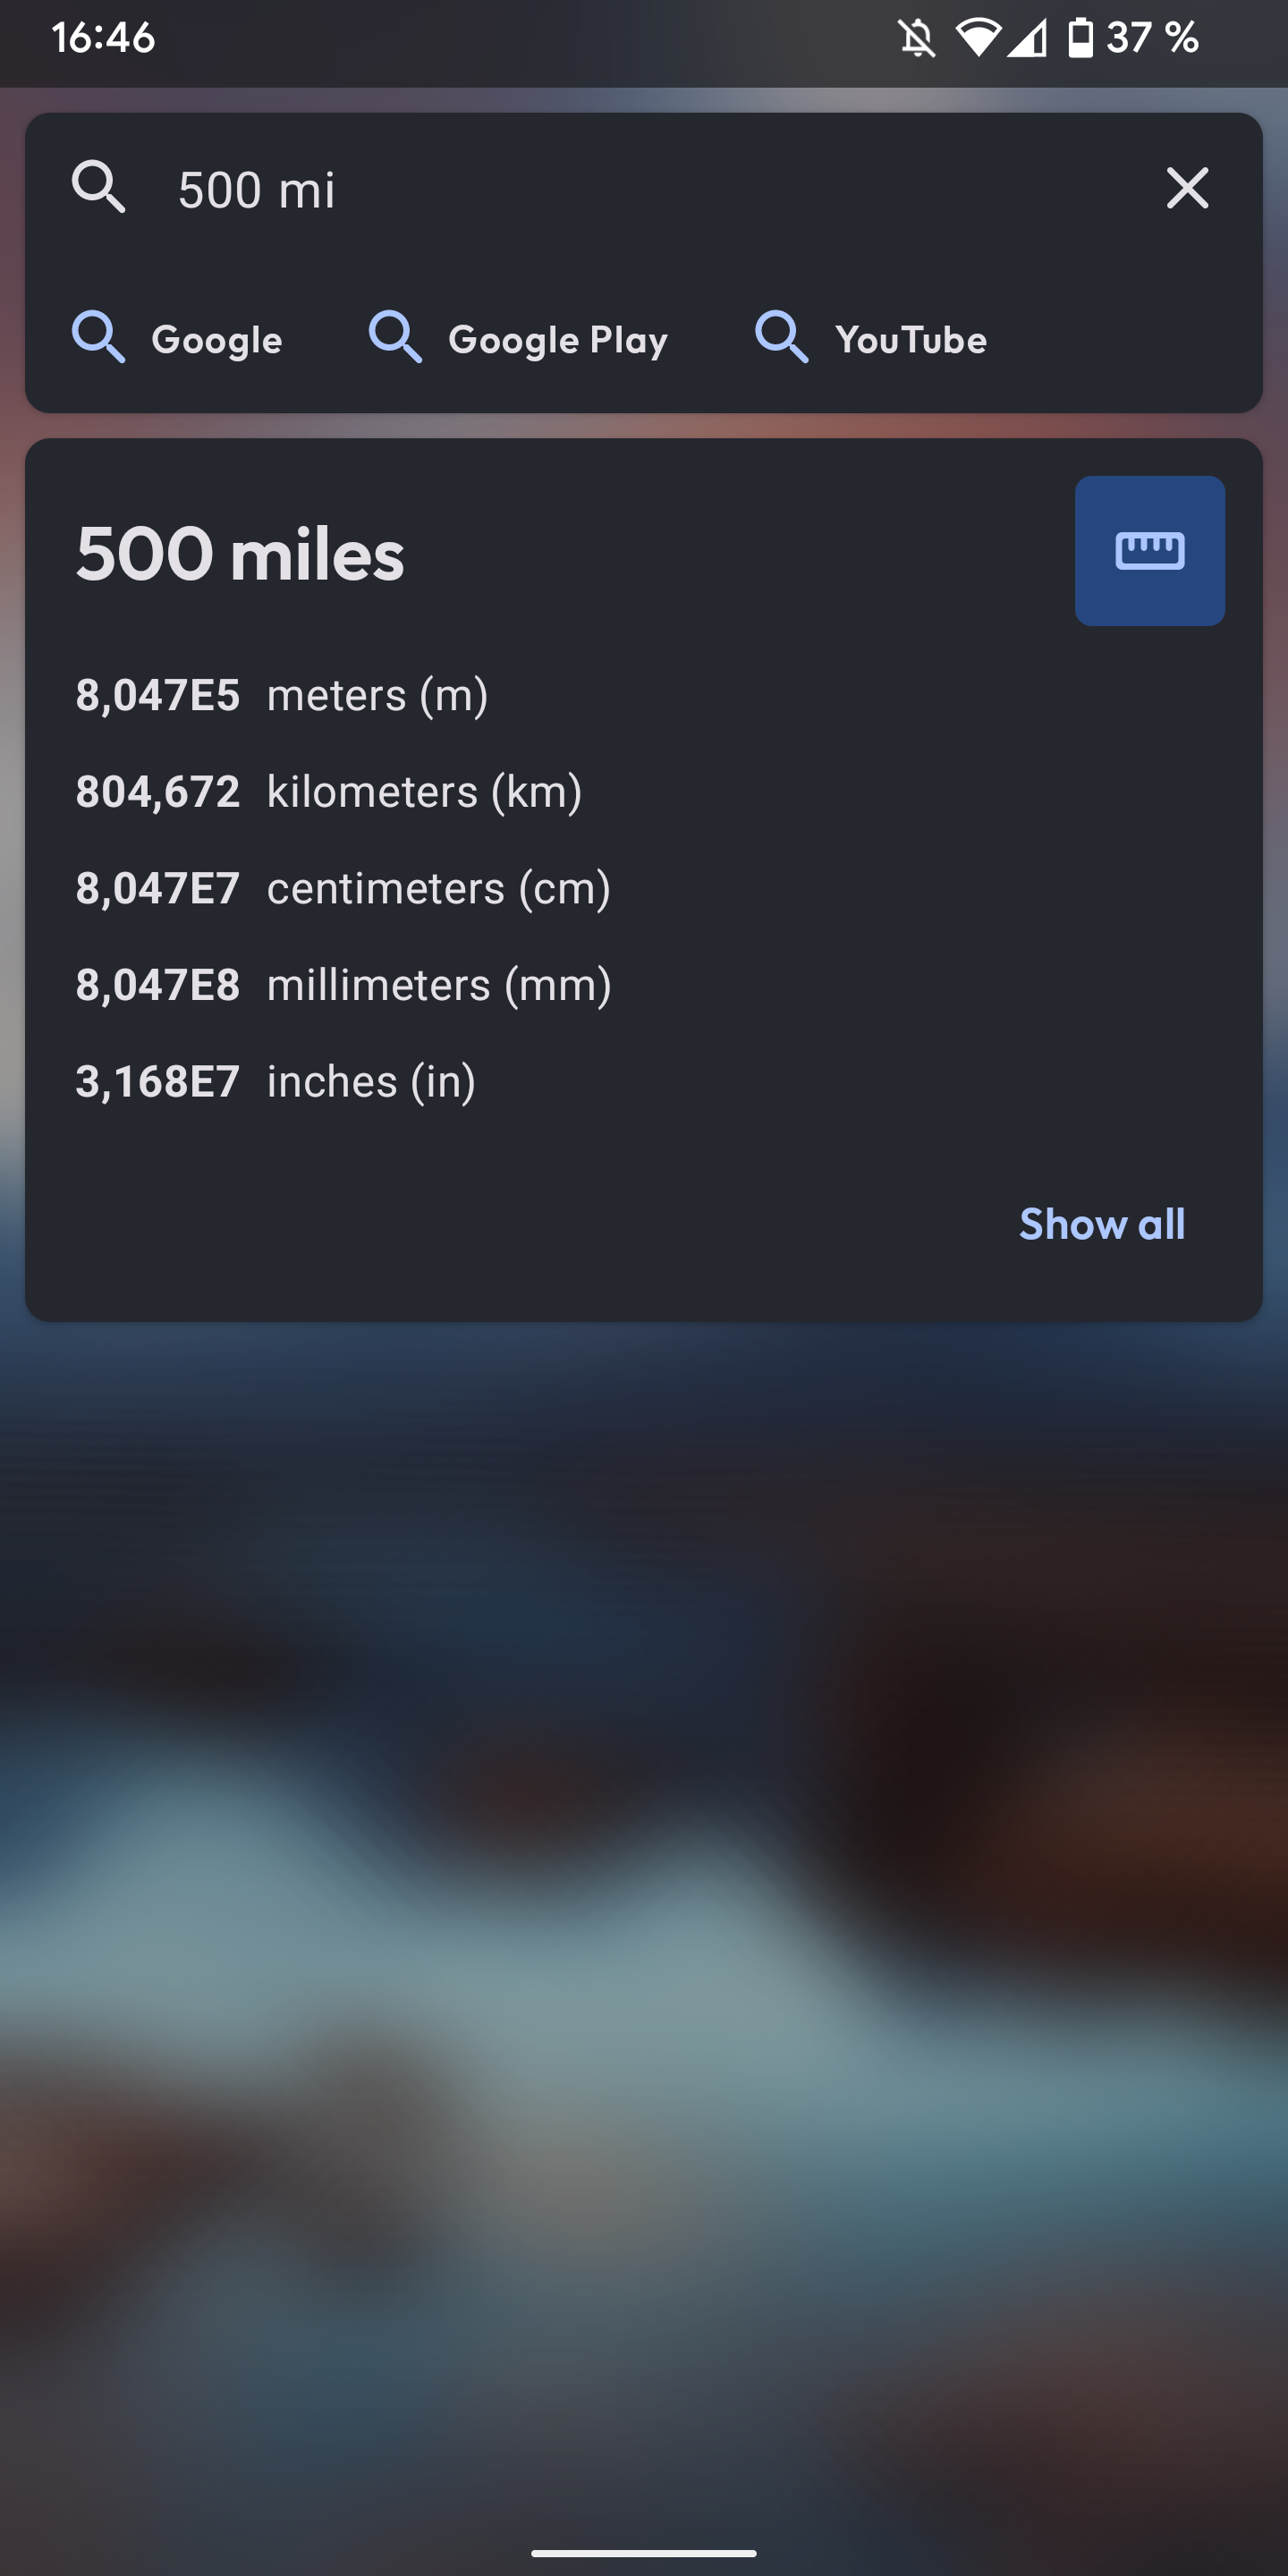 16:46 37 %
500 mi
Google Google Play YouTube
500 miles
8,047E5 meters (m)
804,672 kilometers (km)
8,047E7 centimeters (cm)
8,047E8 millimeters (mm)
3,168E7 inches (in)
Show all